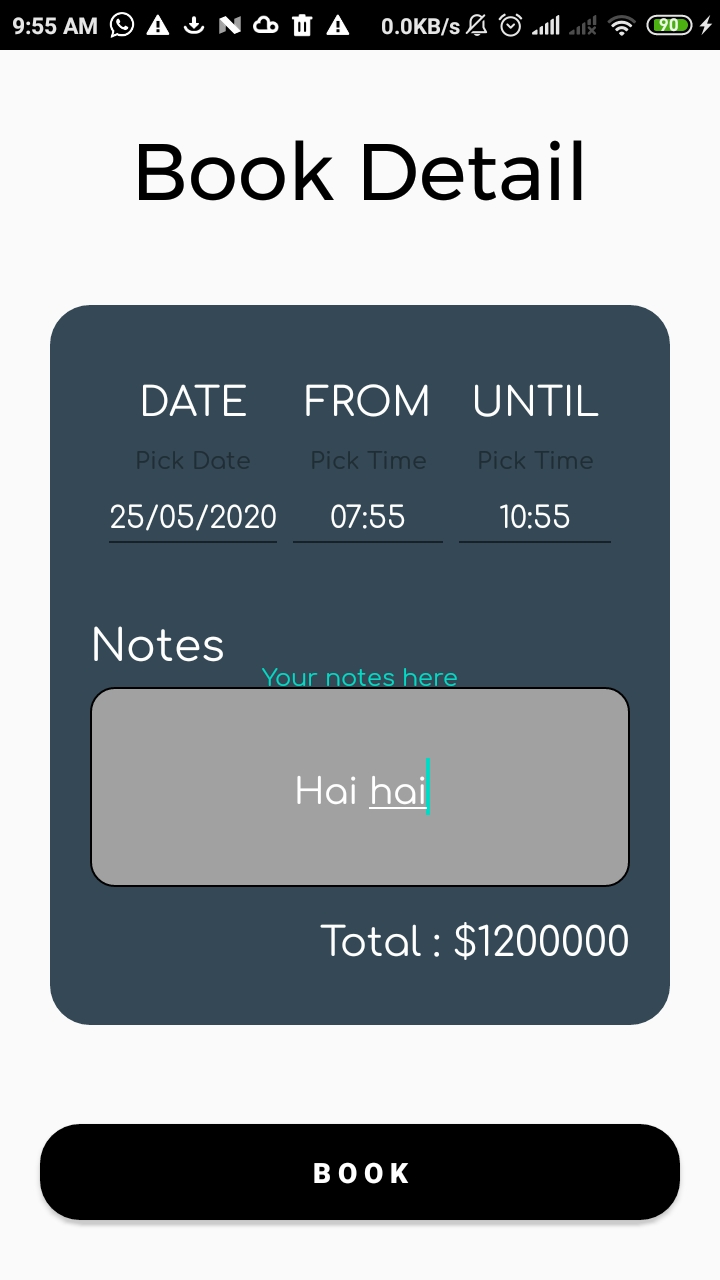 9:55 AM 0.0KB/s 90
Book Detail
DATE FROM UNTIL
Pick Date Pick Time Pick Time
25/05/2020 07:55 10:55
Notes
Your notes here
Hai hai
Total : $1200000
BOOK